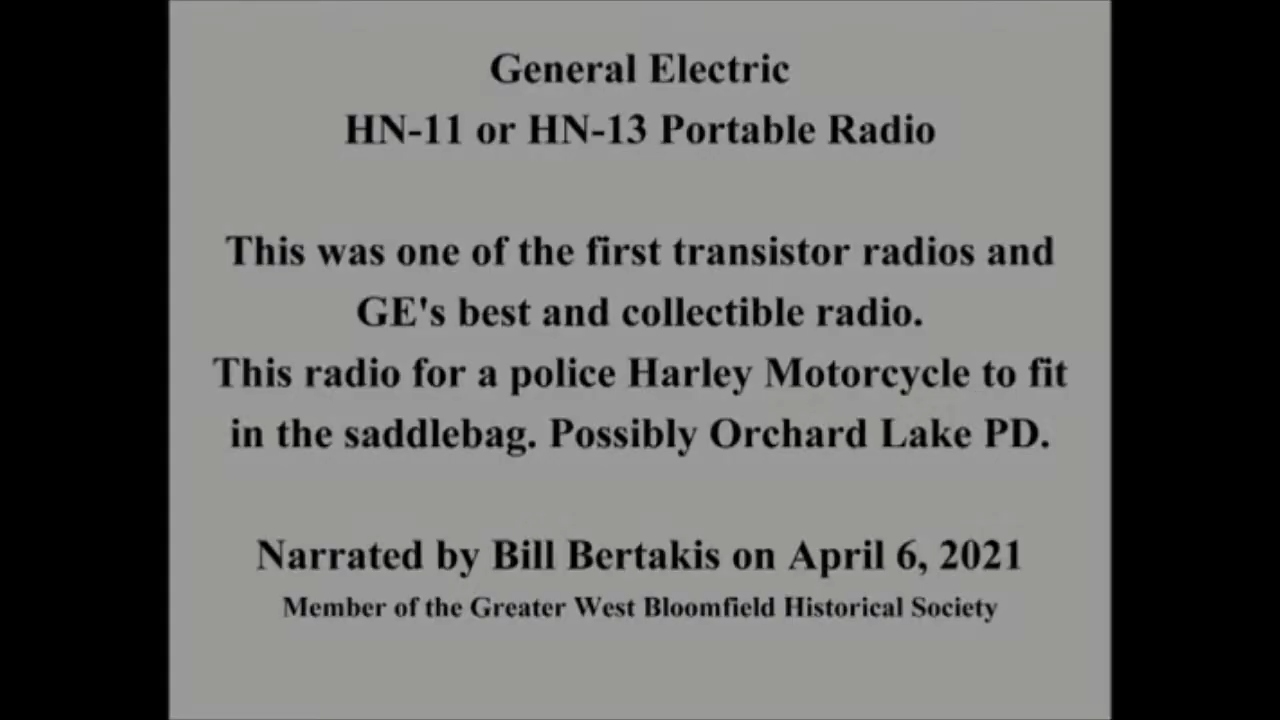 General Electric
HN-11 or HN-13 Portable Radio
This was one of the first transistor radios and
GE's best and collectible radio.
This radio for a police Harley Motorcycle to fit
in the saddlebag. Possibly Orchard Lake PD.
Narrated by Bill Bertakis on April 6, 2021
Member of the Greater West Bloomfield Historical Society